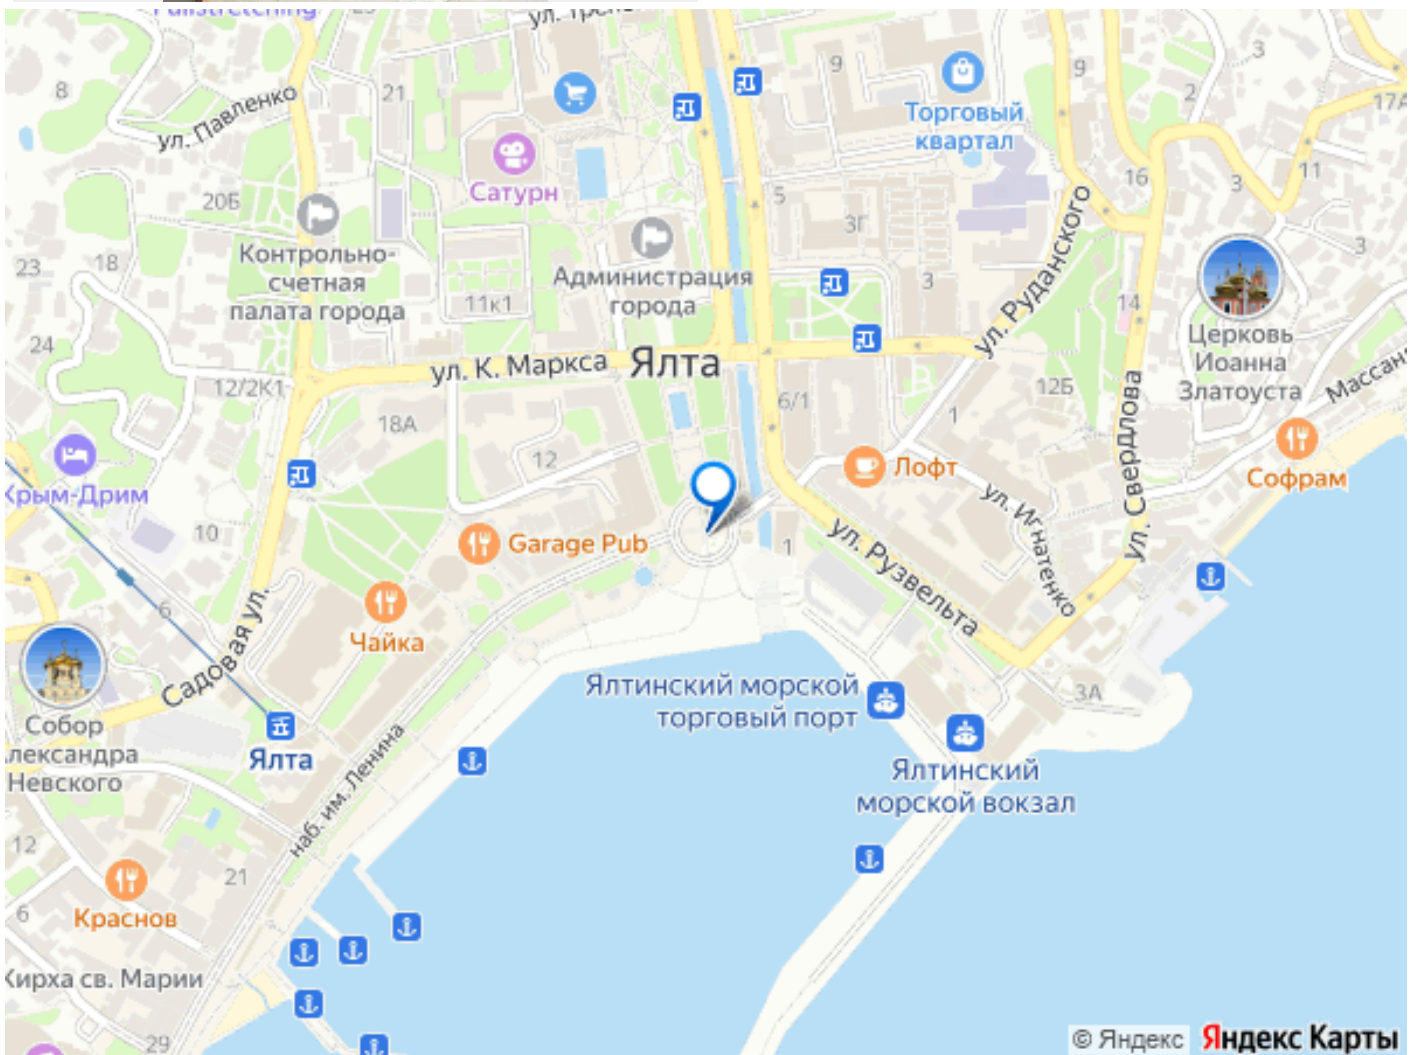 Fullstretching
8
ул. Павленко
21
9
3
9
2
17А
Торговый
квартал
Сатурн
20Б
5
3Г
16
3
11
3
23
18
Контрольно-
счетная
палата города
11к1
Администрация
города
3
ул. Руданского
14
Церковь
Иоанна
Златоуста
24
12/2К1
ул. К. Маркса
Ялта
18А
6/1
1
12Б
Крым-Дрим
12
Лофт
ул. Свердлова
Софрам
10
Garage Pub
1
ул. Игнатенко
ул. Рузвельта
6
Чайка
Садовая ул.
Собор
Невского
Ялта
наб. им. Ленина
Ялтинский морской
торговый порт
3А
Ялтинский
морской вокзал
12
21
6
Краснов
Кирха св. Марии
29
© Яндекс Яндекс Карты